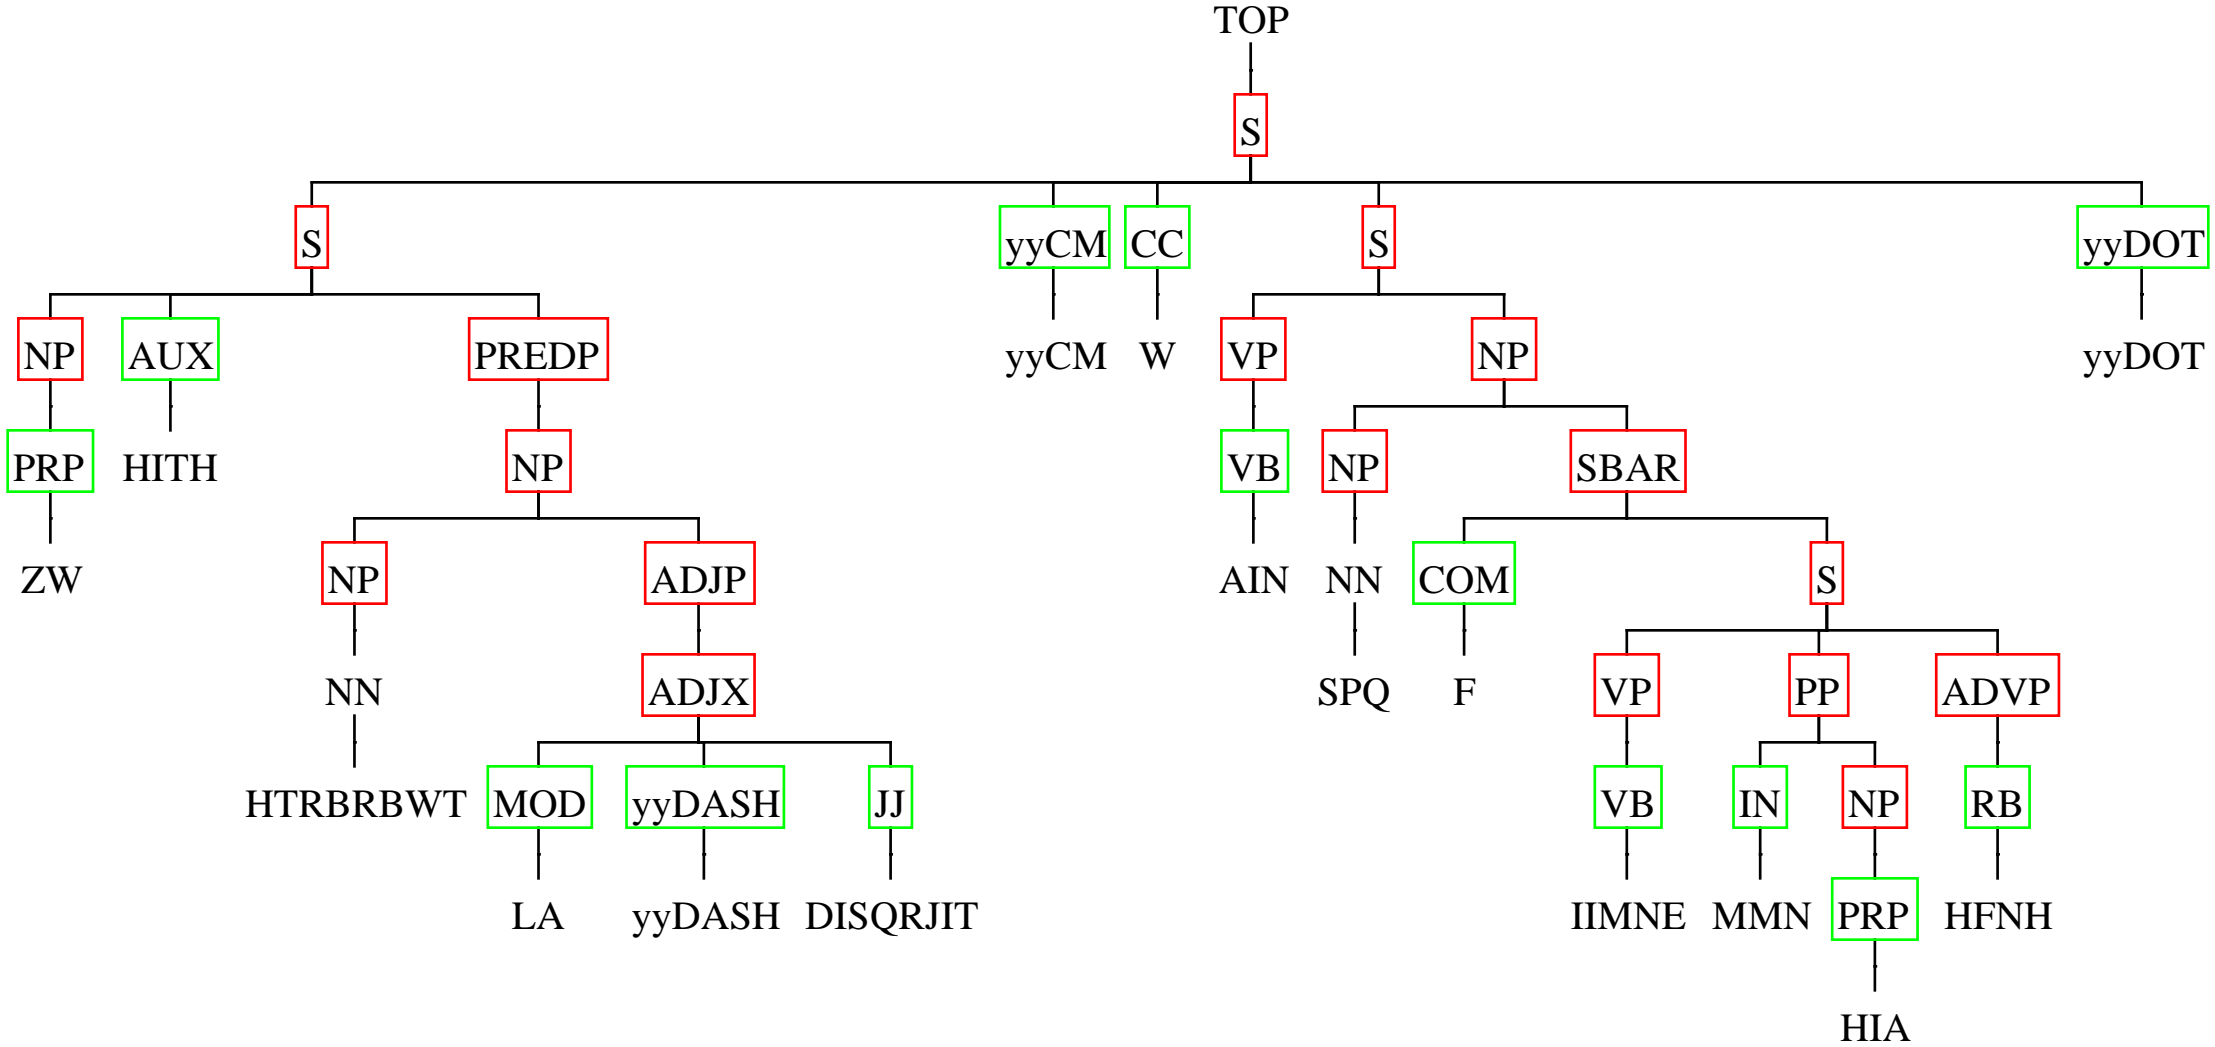 TOP
S
S yyCM CC S yyDOT
NP AUX PREDP yyCM W VP NP yyDOT
PRP HITH NP VB NP SBAR
ZW NP ADJP AIN NN COM S
NN ADJX SPQ F VP PP ADVP
HTRBRBWT MOD yyDASH JJ VB IN NP RB
LA yyDASH DISQRJIT IIMNE MMN PRP HFNH
HIA